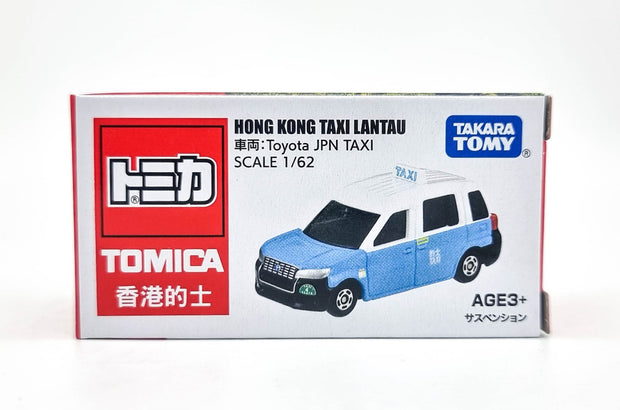 HONG KONG TAXI LANTAU
車両:Toyota JPN TAXI
SCALE 1/62
TAKARA
TOMY
®
トミカ
®
TOMICA
香港的士
TAXI
AGE3+
サスペンション